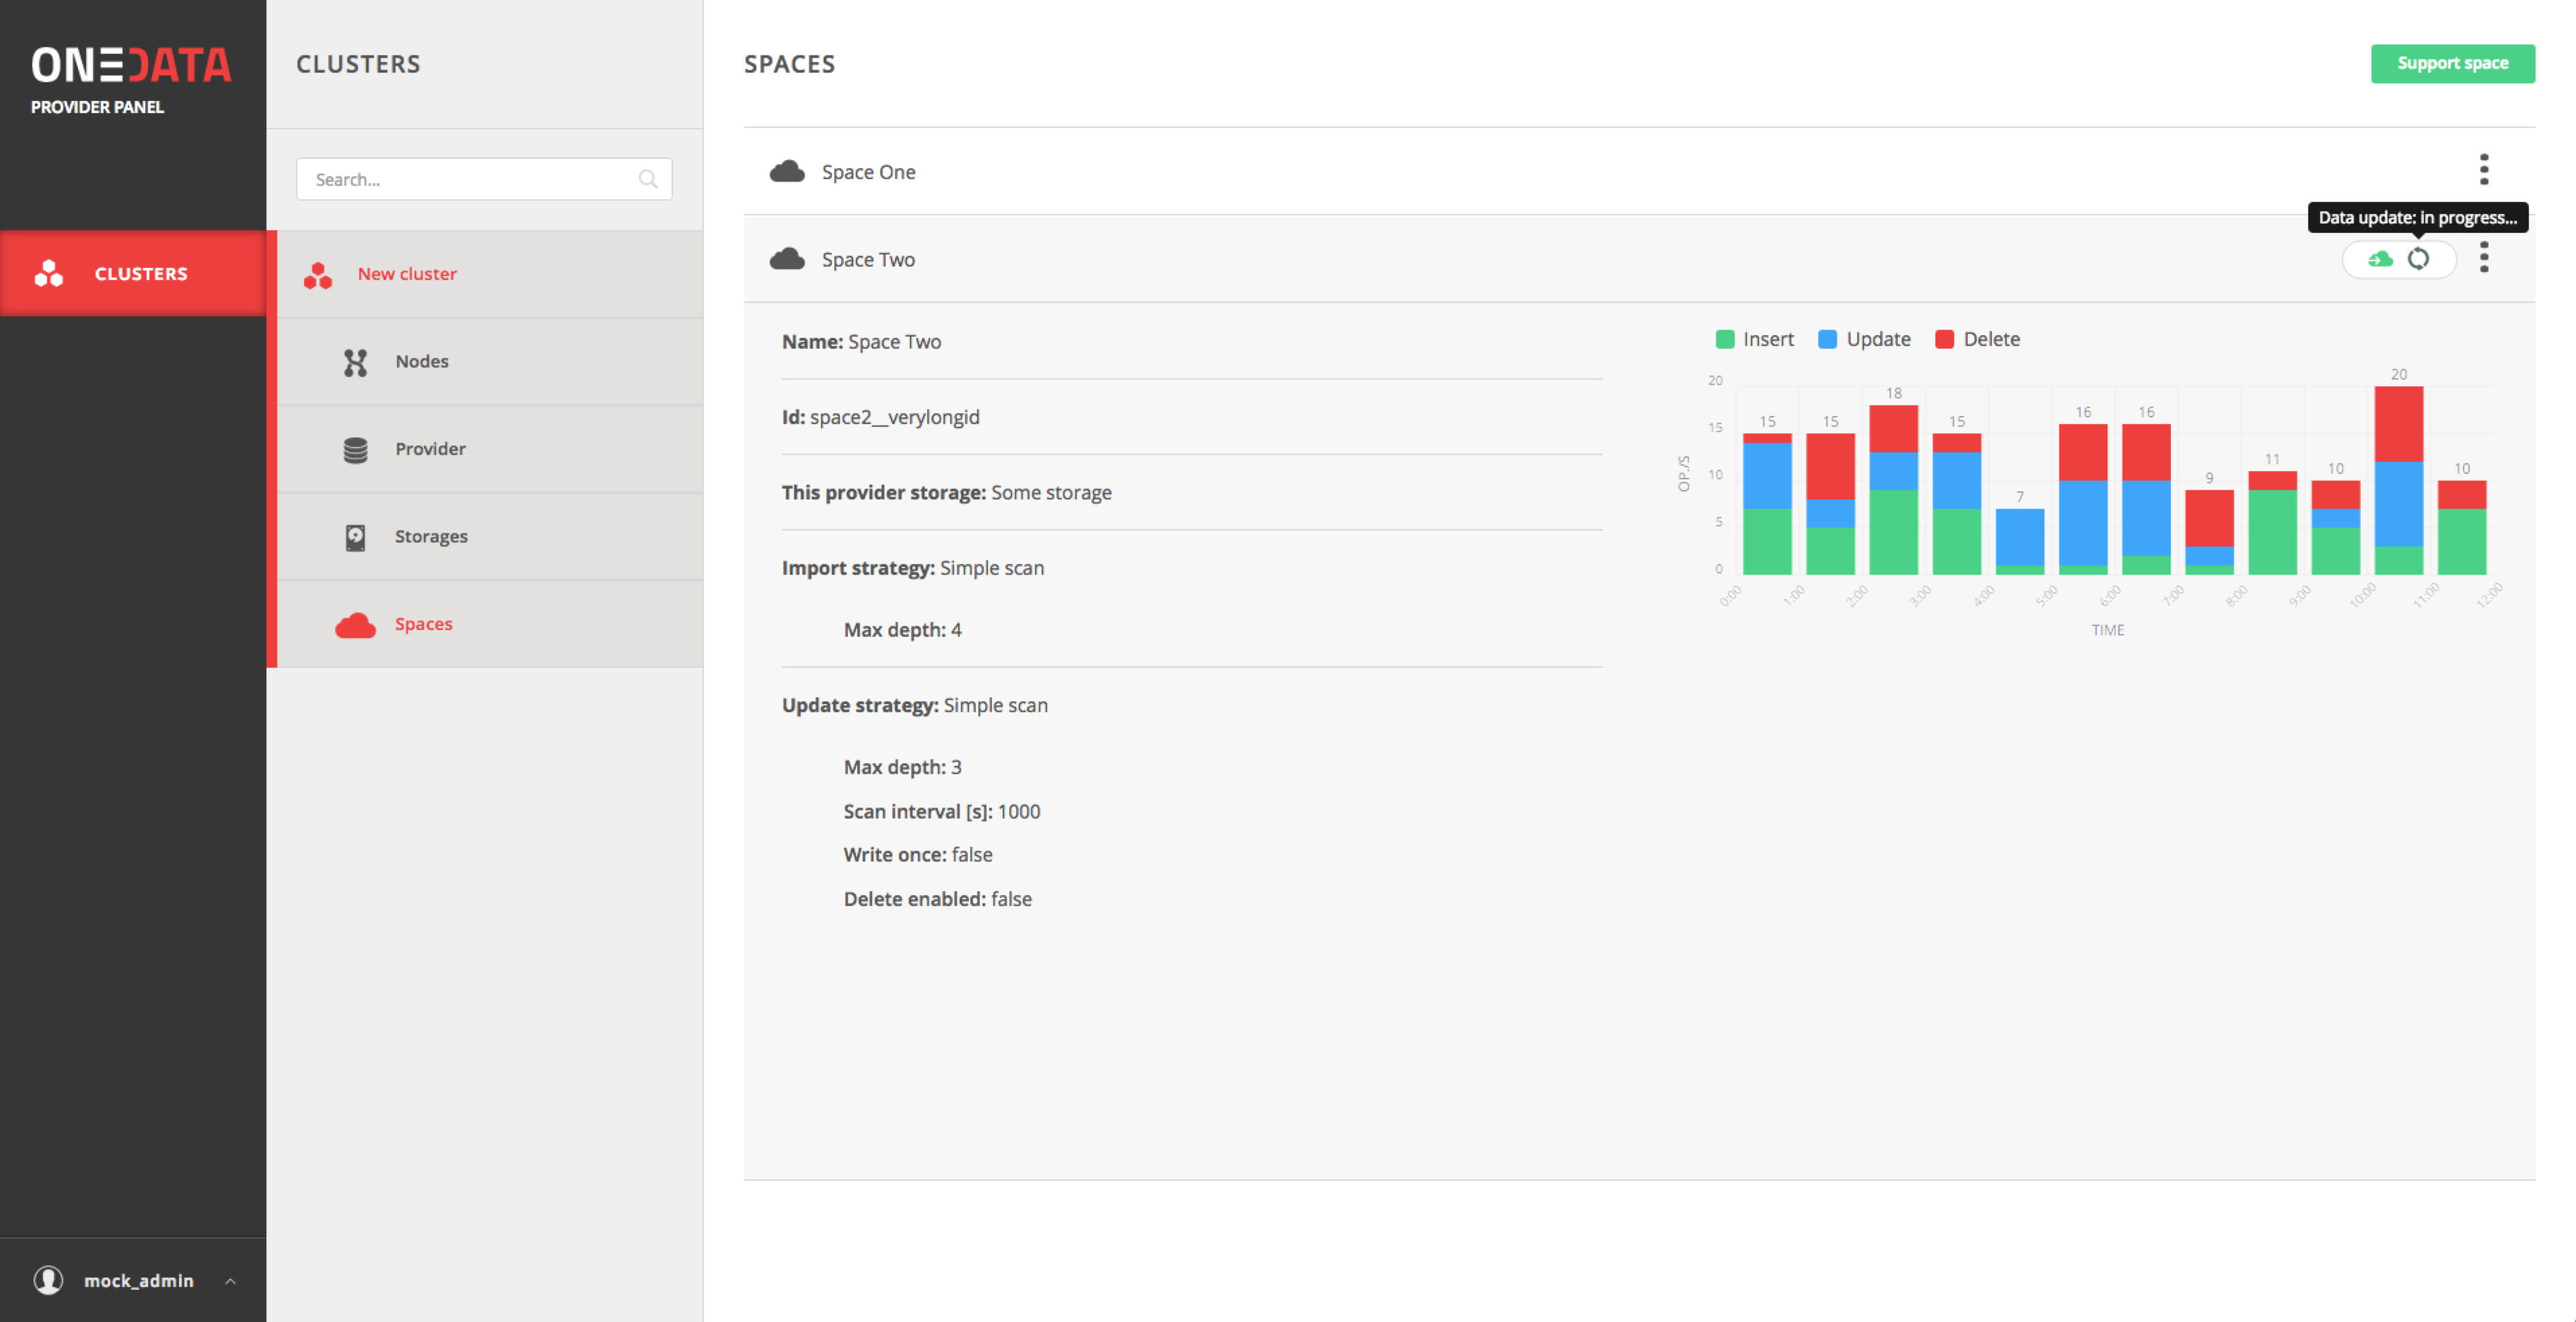 ONEDATA
PROVIDER PANEL
CLUSTERS
mock_admin
CLUSTERS
Search...
New cluster
Nodes
Provider
Storages
Spaces
SPACES
Support space
Space One
Data update: in progress...
Space Two
Name: Space Two
Id: space2__verylongid
This provider storage: Some storage
Import strategy: Simple scan
Max depth: 4
Update strategy: Simple scan
Max depth: 3
Scan interval [s]: 1000
Write once: false
Delete enabled: false
Insert Update Delete
OP./S
20
15
10
5
0
15 15 18 15 7 16 16 9 11 10 20 10
0:00 1:00 2:00 3:00 4:00 5:00 6:00 7:00 8:00 9:00 10:00 11:00 12:00
TIME